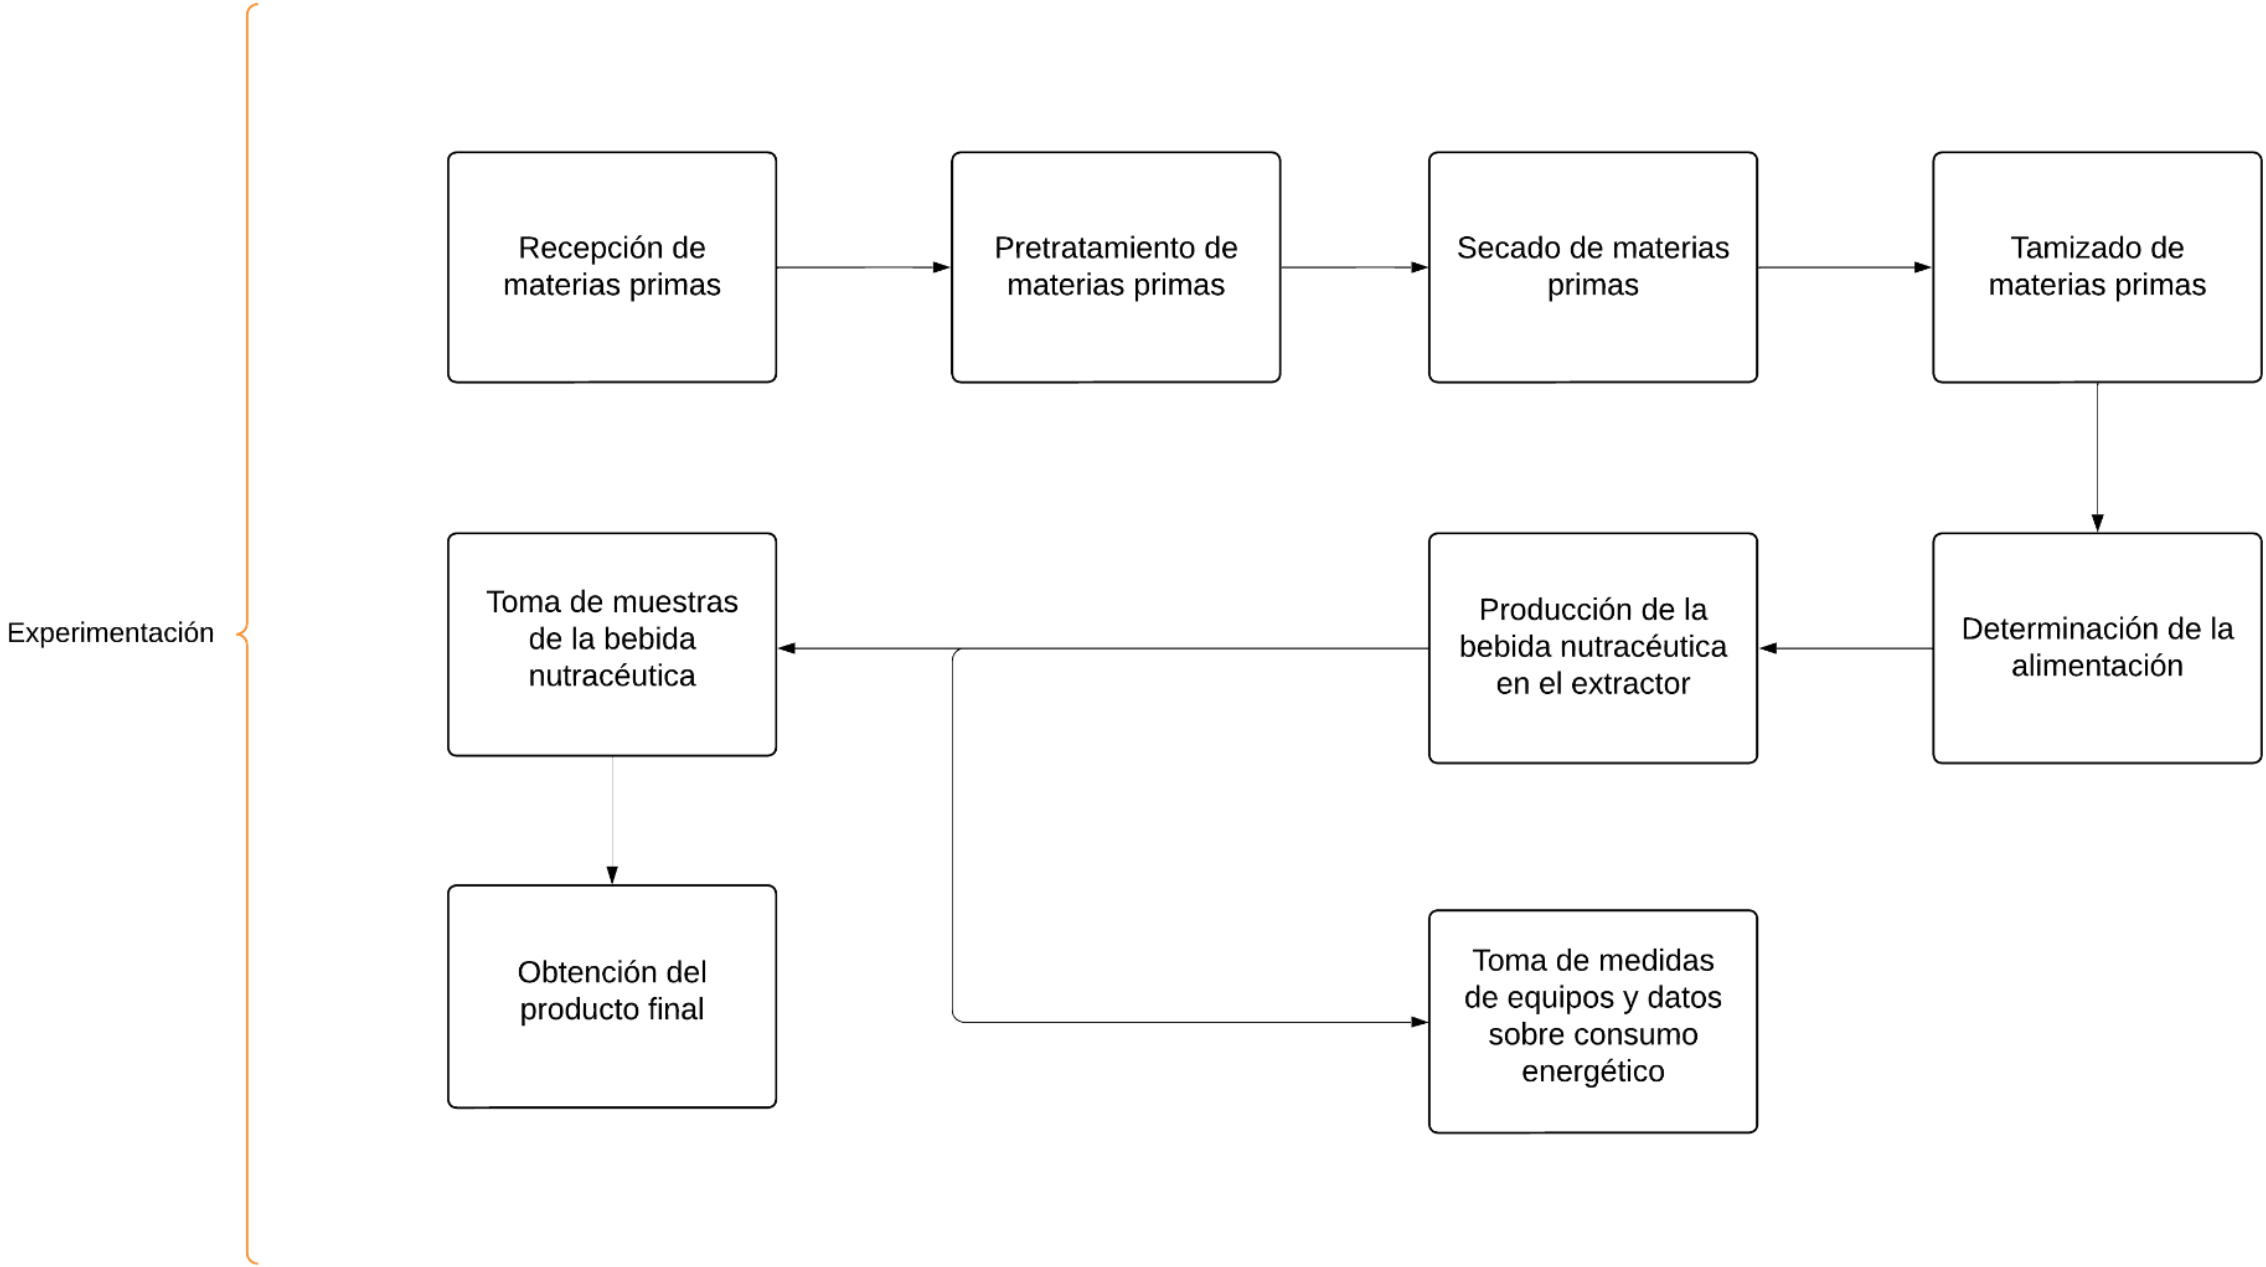 Experimentación
Recepción de
materias primas
Pretratamiento de
materias primas
Secado de materias
primas
Tamizado de
materias primas
Determinación de la
alimentación
Producción de la
bebida nutracéutica
en el extractor
Toma de muestras
de la bebida
nutracéutica
Obtención del
producto final
Toma de medidas
de equipos y datos
sobre consumo
energético